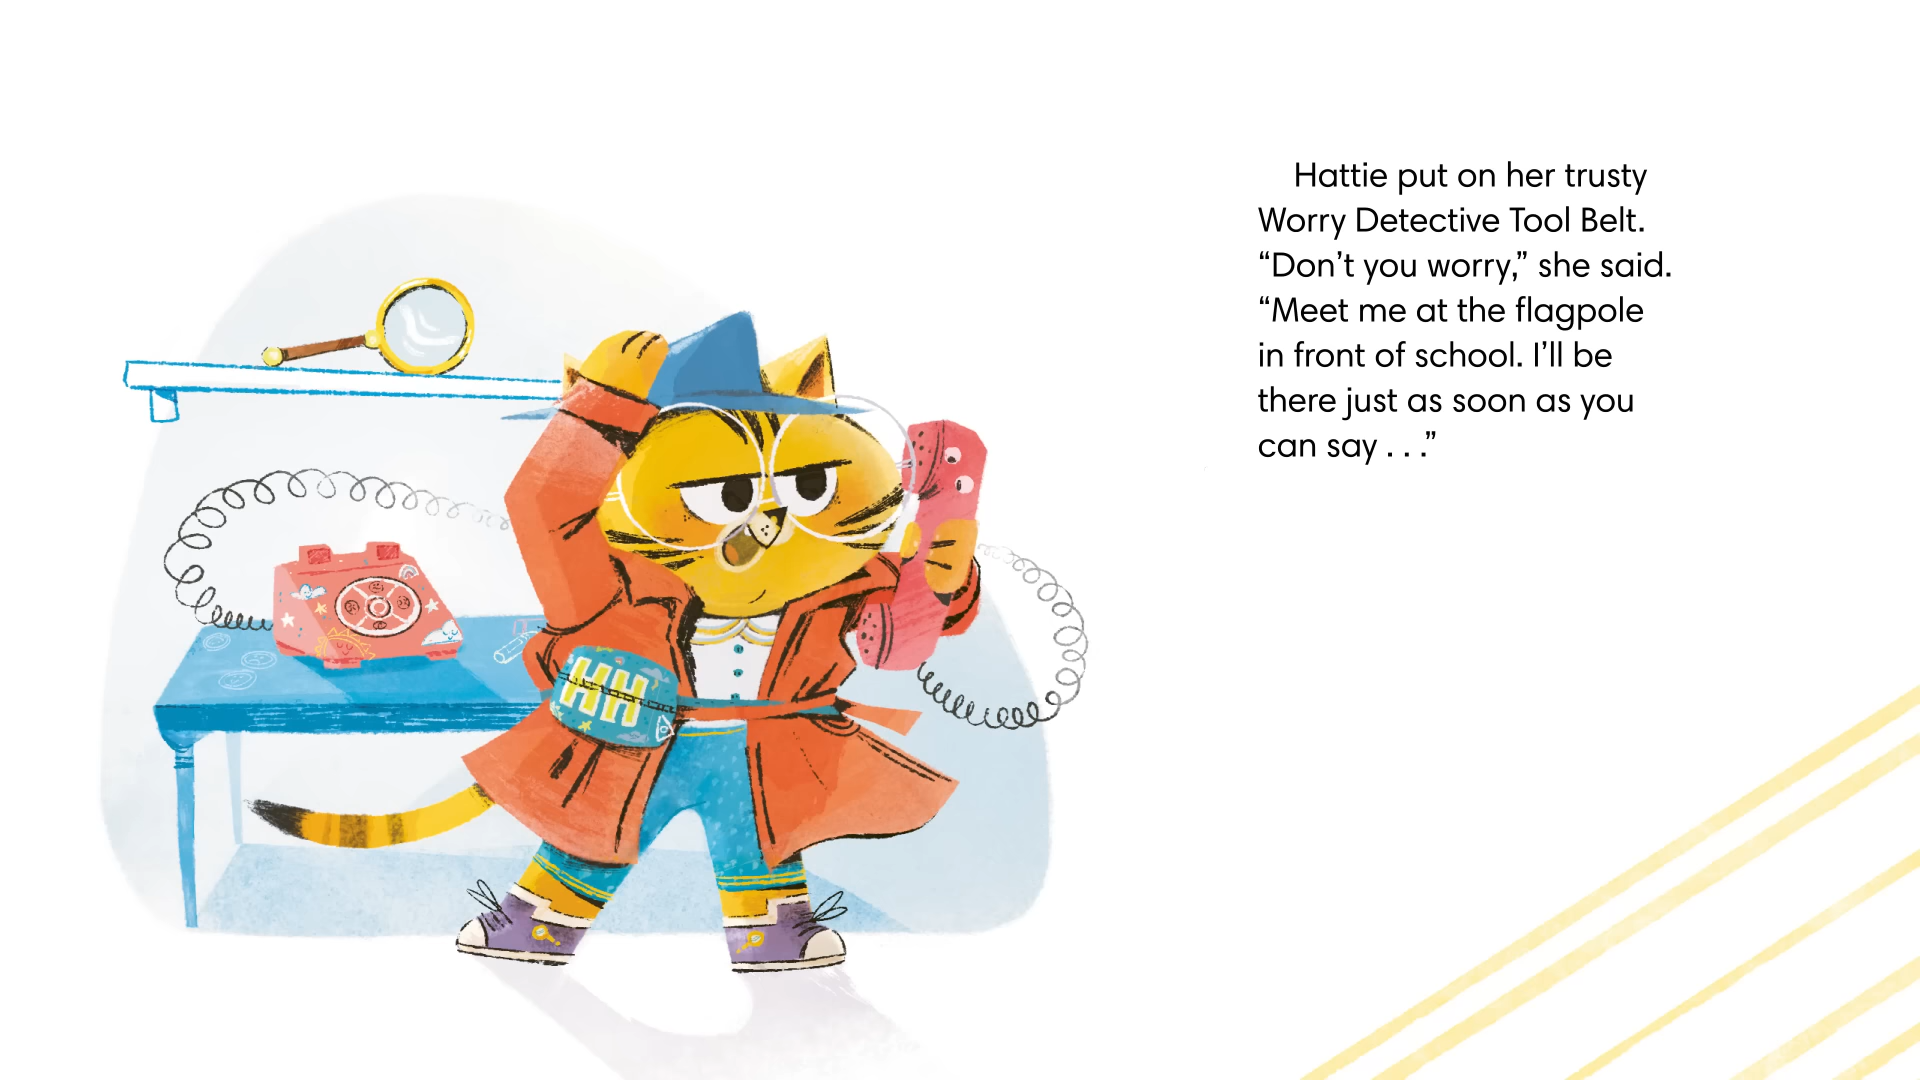 HH
Hattie put on her trusty
Worry Detective Tool Belt.
“Don’t you worry,” she said.
“Meet me at the flagpole
in front of school. I’ll be
there just as soon as you
can say . . .”